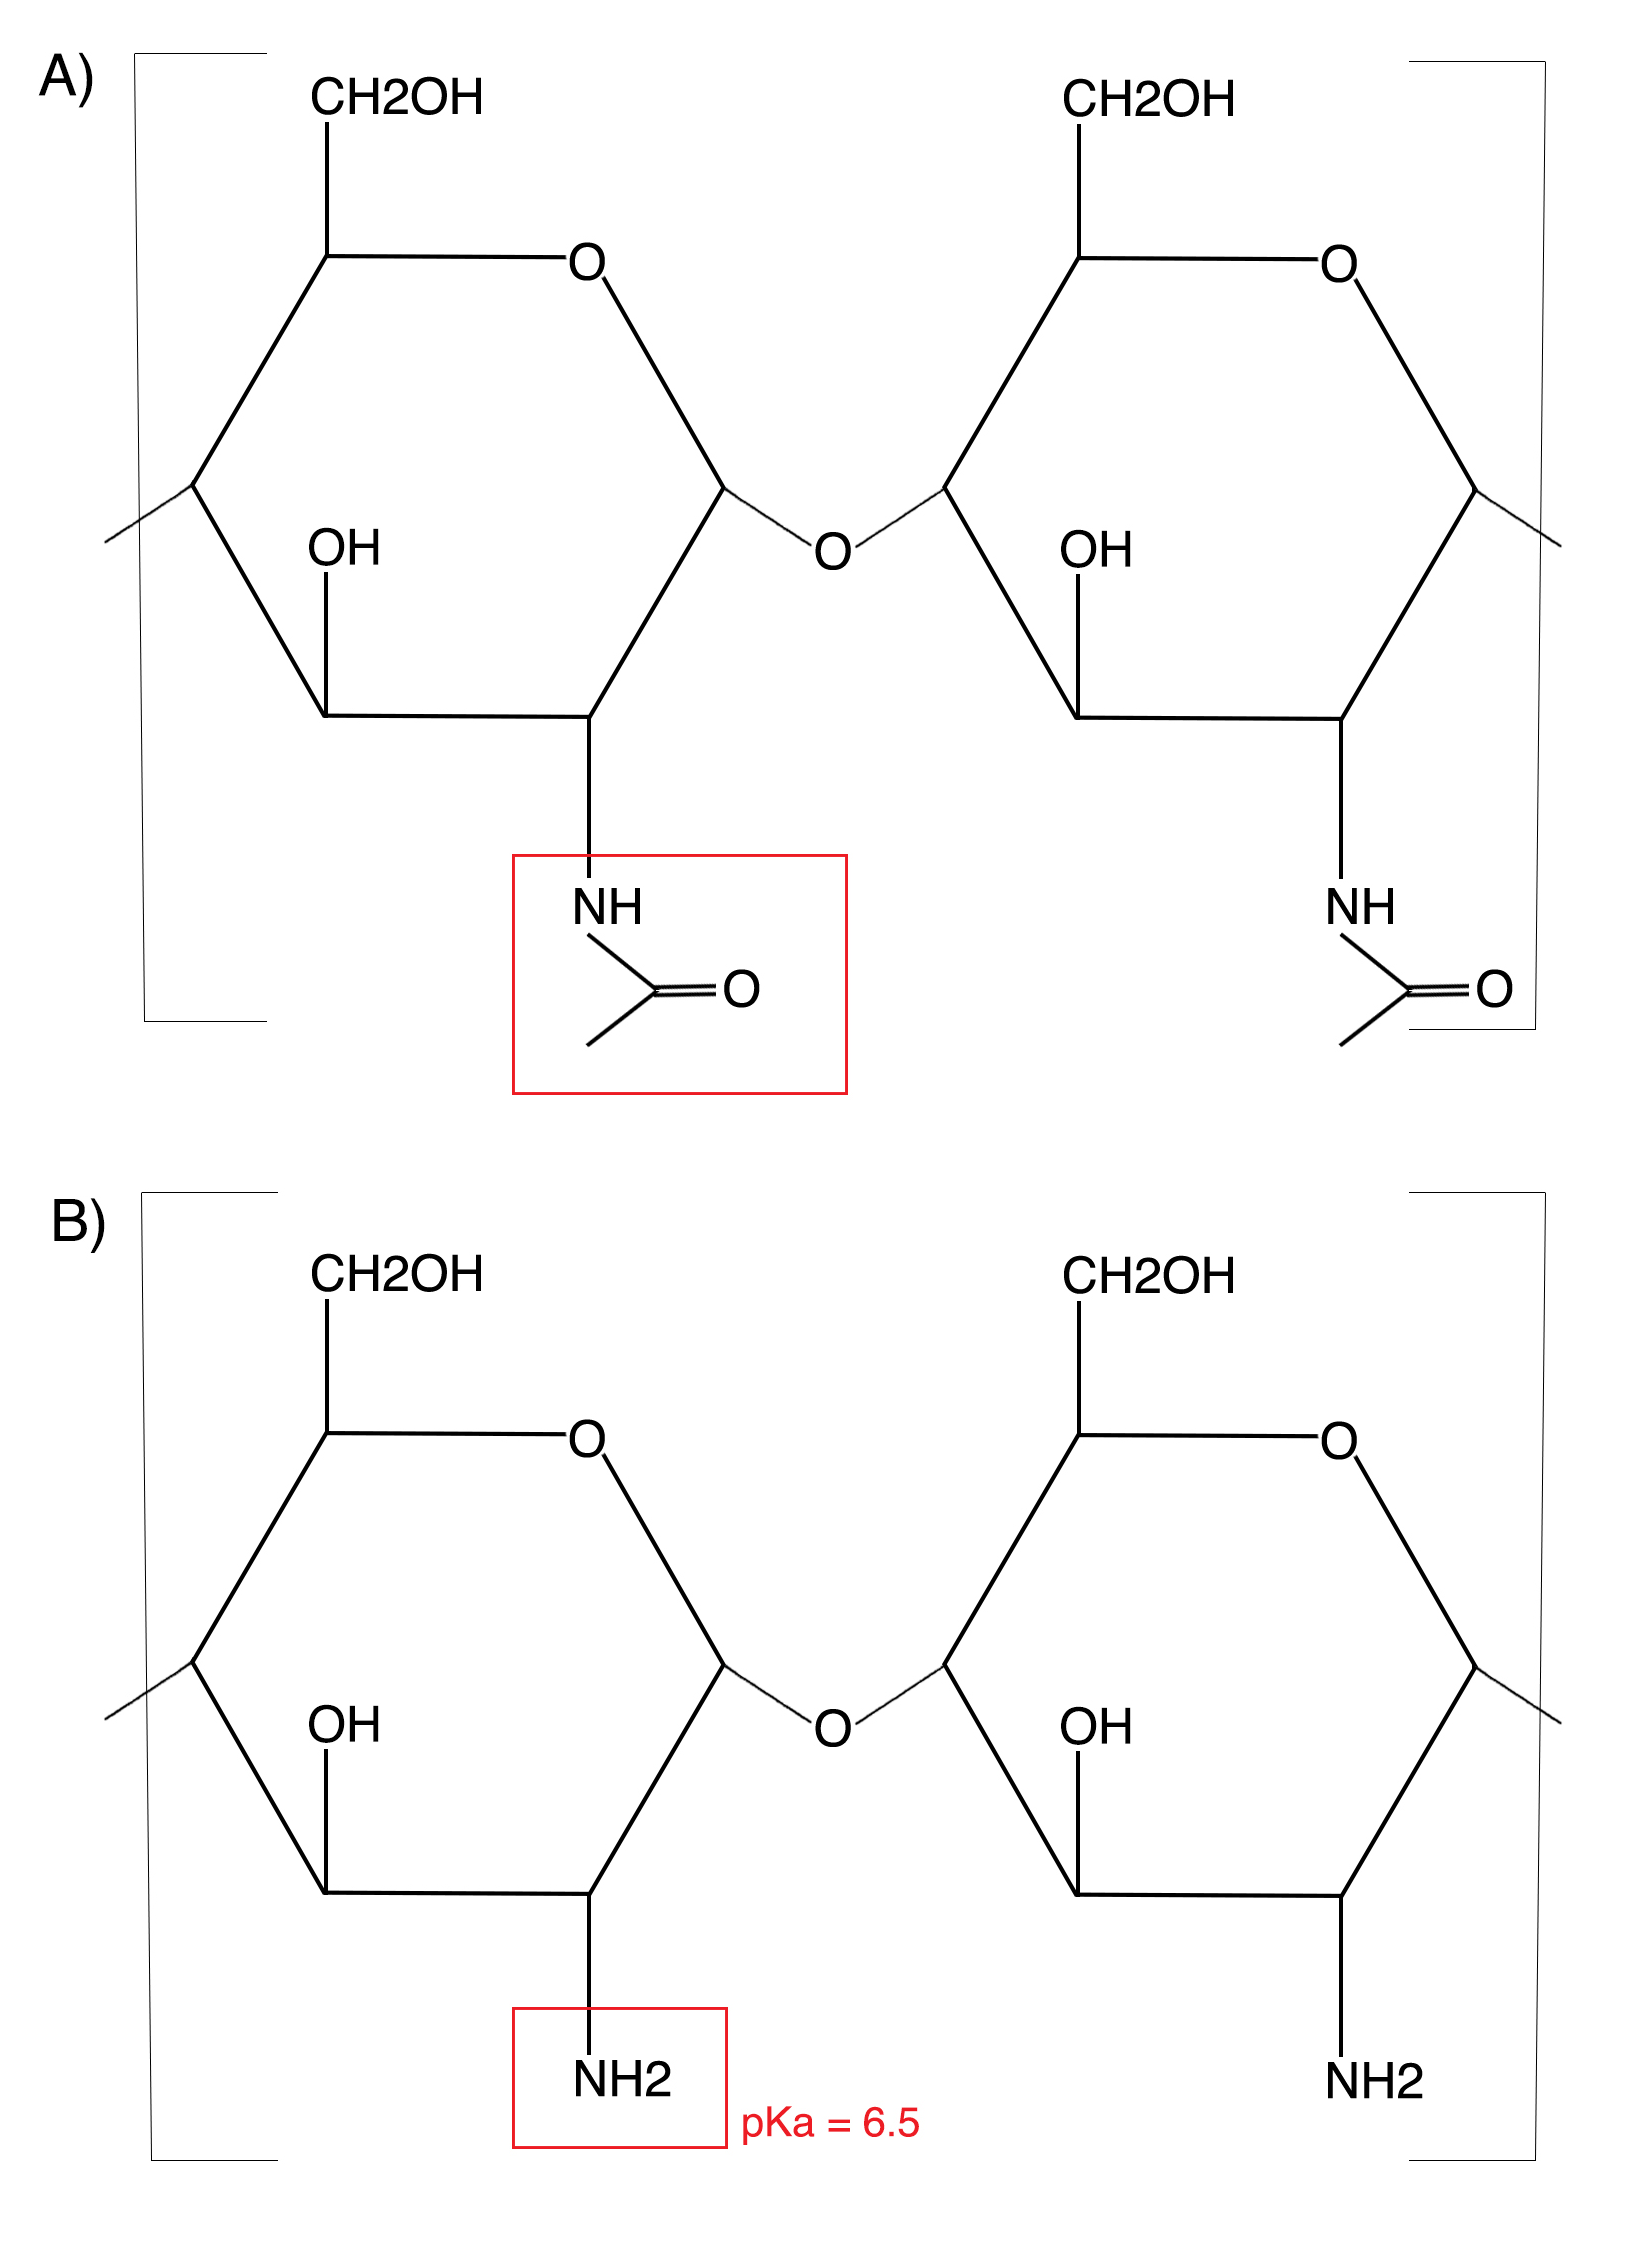 A)
CH2OH CH2OH
O O
OH O OH
NH NH
O O
B)
CH2OH CH2OH
O O
OH O OH
NH2 NH2
pKa = 6.5